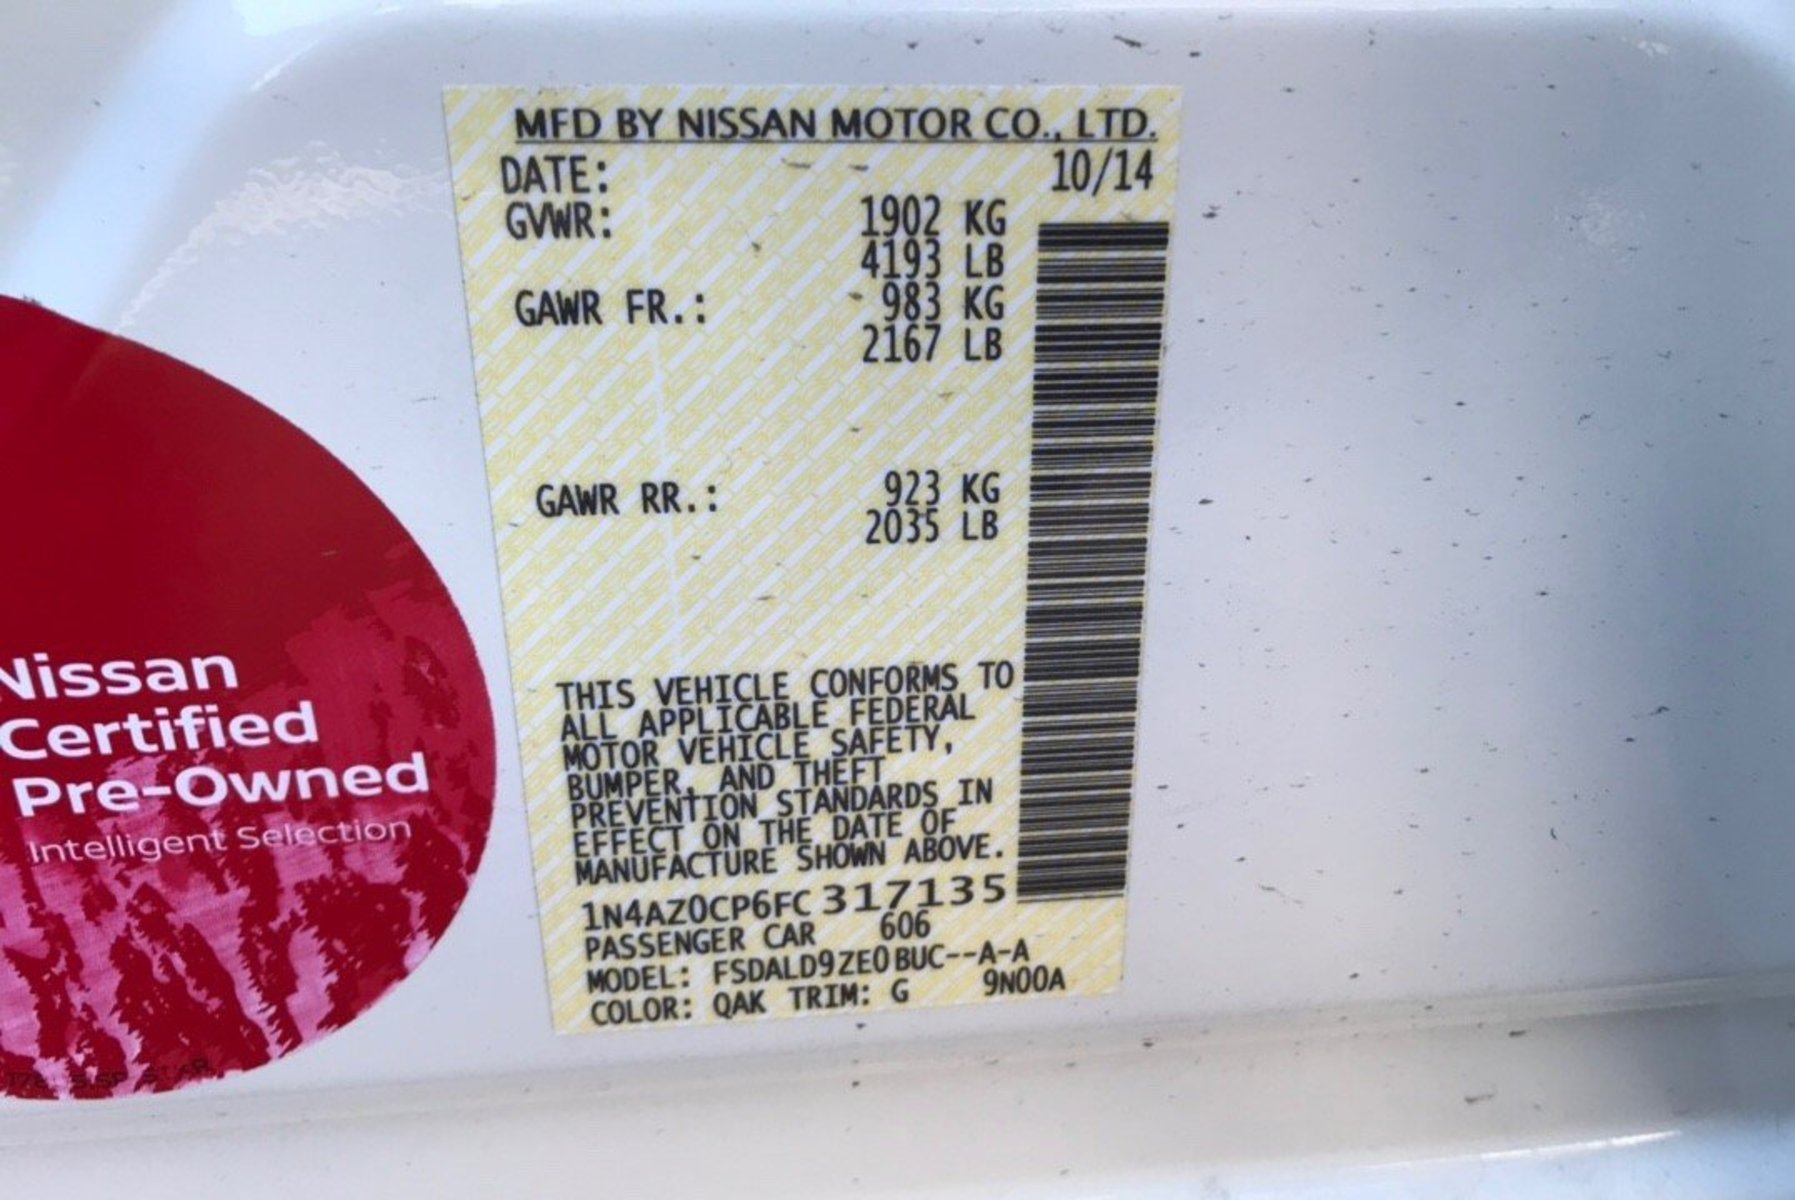 MFD BY NISSAN MOTOR CO., LTD.
DATE: 10/14
GVWR: 1902 KG
4193 LB
GAWR FR.: 983 KG
2167 LB
GAWR RR.: 923 KG
2035 LB
THIS VEHICLE CONFORMS TO
ALL APPLICABLE FEDERAL
MOTOR VEHICLE SAFETY,
BUMPER, AND THEFT
PREVENTION STANDARDS IN
EFFECT ON THE DATE OF
MANUFACTURE SHOWN ABOVE.
1N4AZ0CP6FC317135
PASSENGER CAR 606
MODEL: FSDALD9ZE0BUC--A-A
COLOR: QAK TRIM: G 9N00A
Nissan
Certified
Pre-Owned
Intelligent Selection